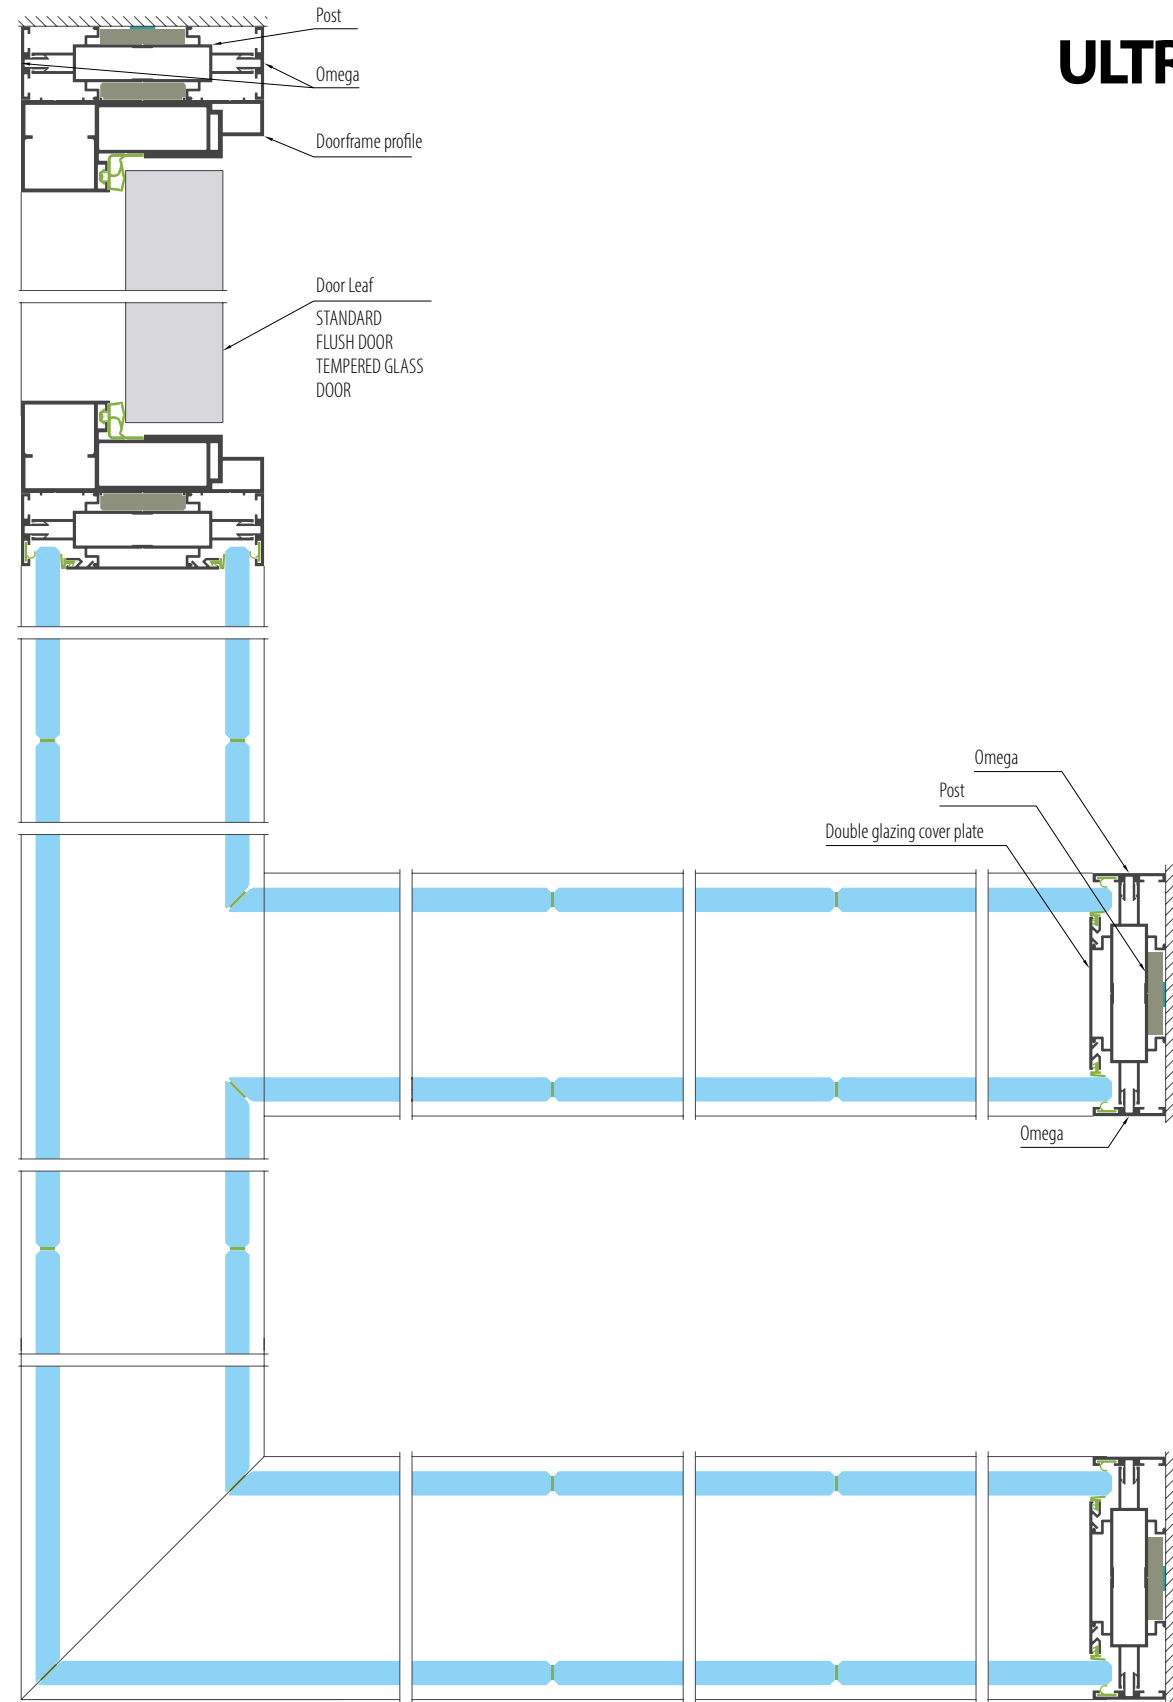 Post
ULTR
Omega
Doorframe profile
Door Leaf
STANDARD
FLUSH DOOR
TEMPERED GLASS
DOOR
Omega
Post
Double glazing cover plate
Omega